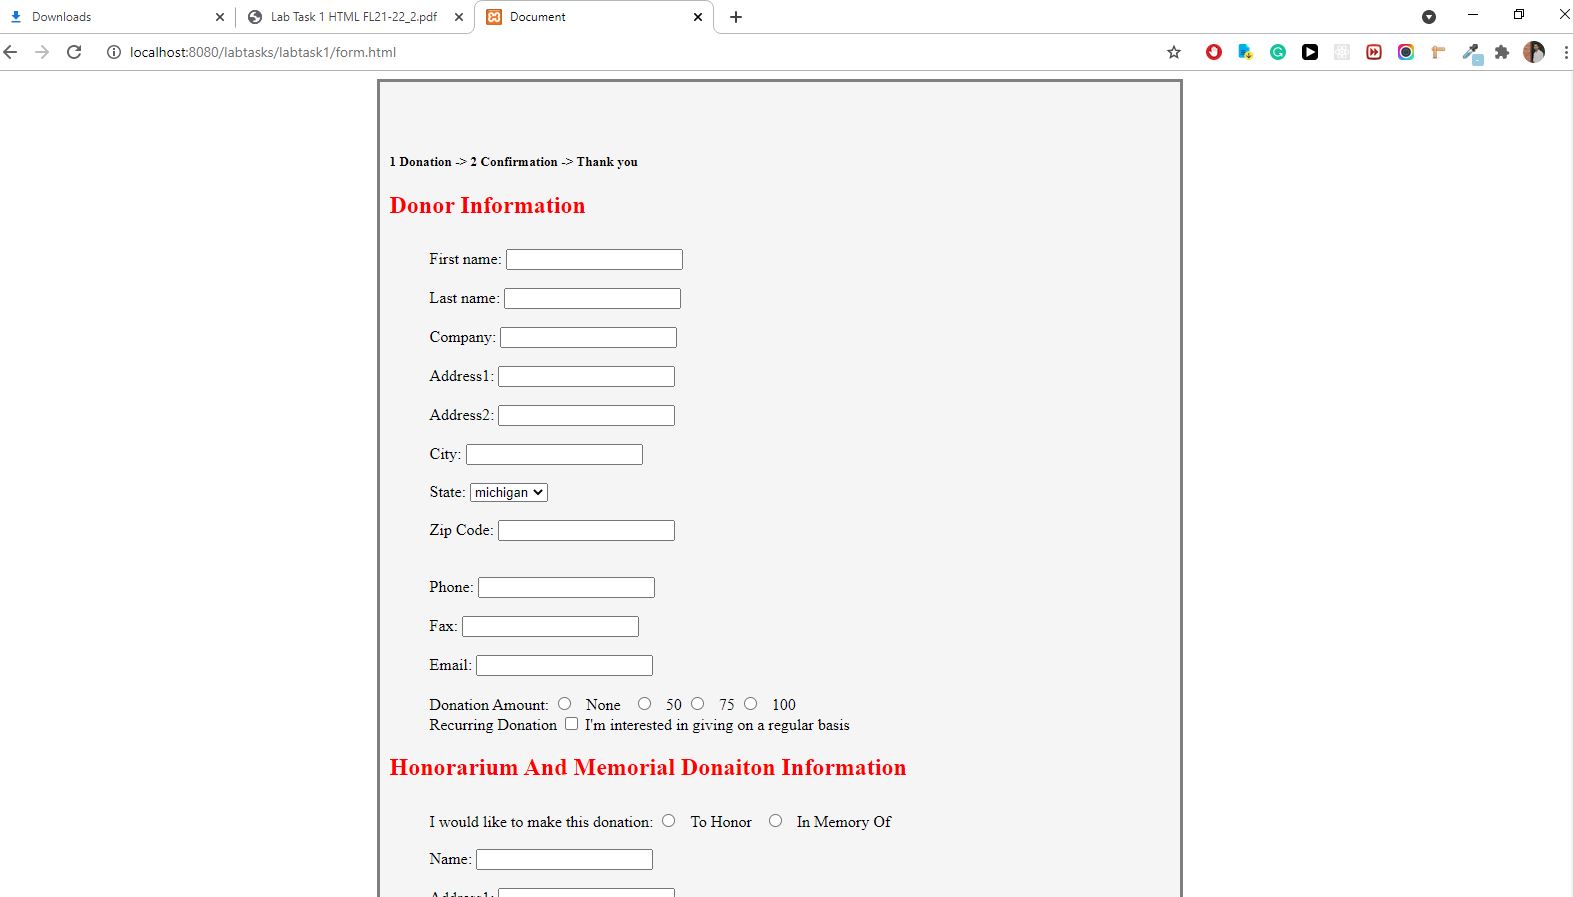 Downloads
Lab Task 1 HTML FL21-22_2.pdf
Document
localhost:8080/labtasks/labtask1/form.html
1 Donation -> 2 Confirmation -> Thank you
Donor Information
First name:
Last name:
Company:
Address1:
Address2:
City:
State: michigan
Zip Code:
Phone:
Fax:
Email:
Donation Amount: None 50 75 100
Recurring Donation I'm interested in giving on a regular basis
Honorarium And Memorial Donaiton Information
I would like to make this donation: To Honor In Memory Of
Name:
Address1: